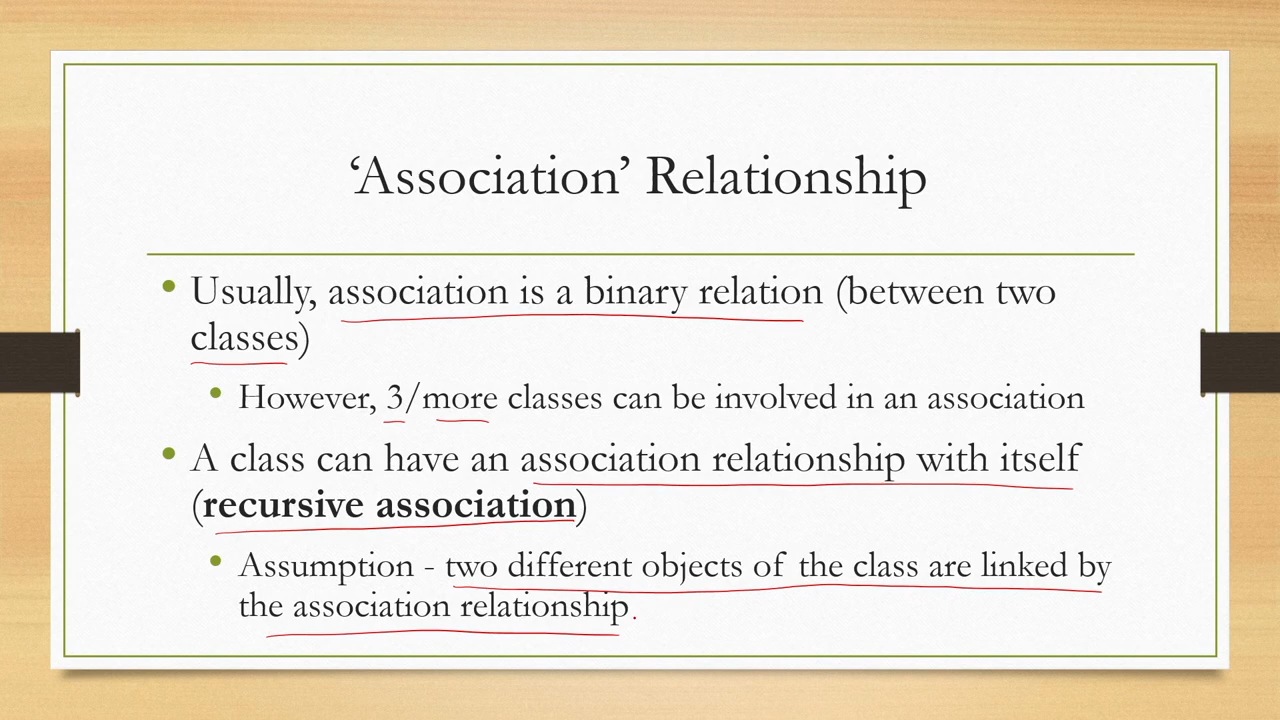 ‘Association’ Relationship
• Usually, association is a binary relation (between two
classes)
• However, 3/more classes can be involved in an association
• A class can have an association relationship with itself
(recursive association)
• Assumption - two different objects of the class are linked by
the association relationship.